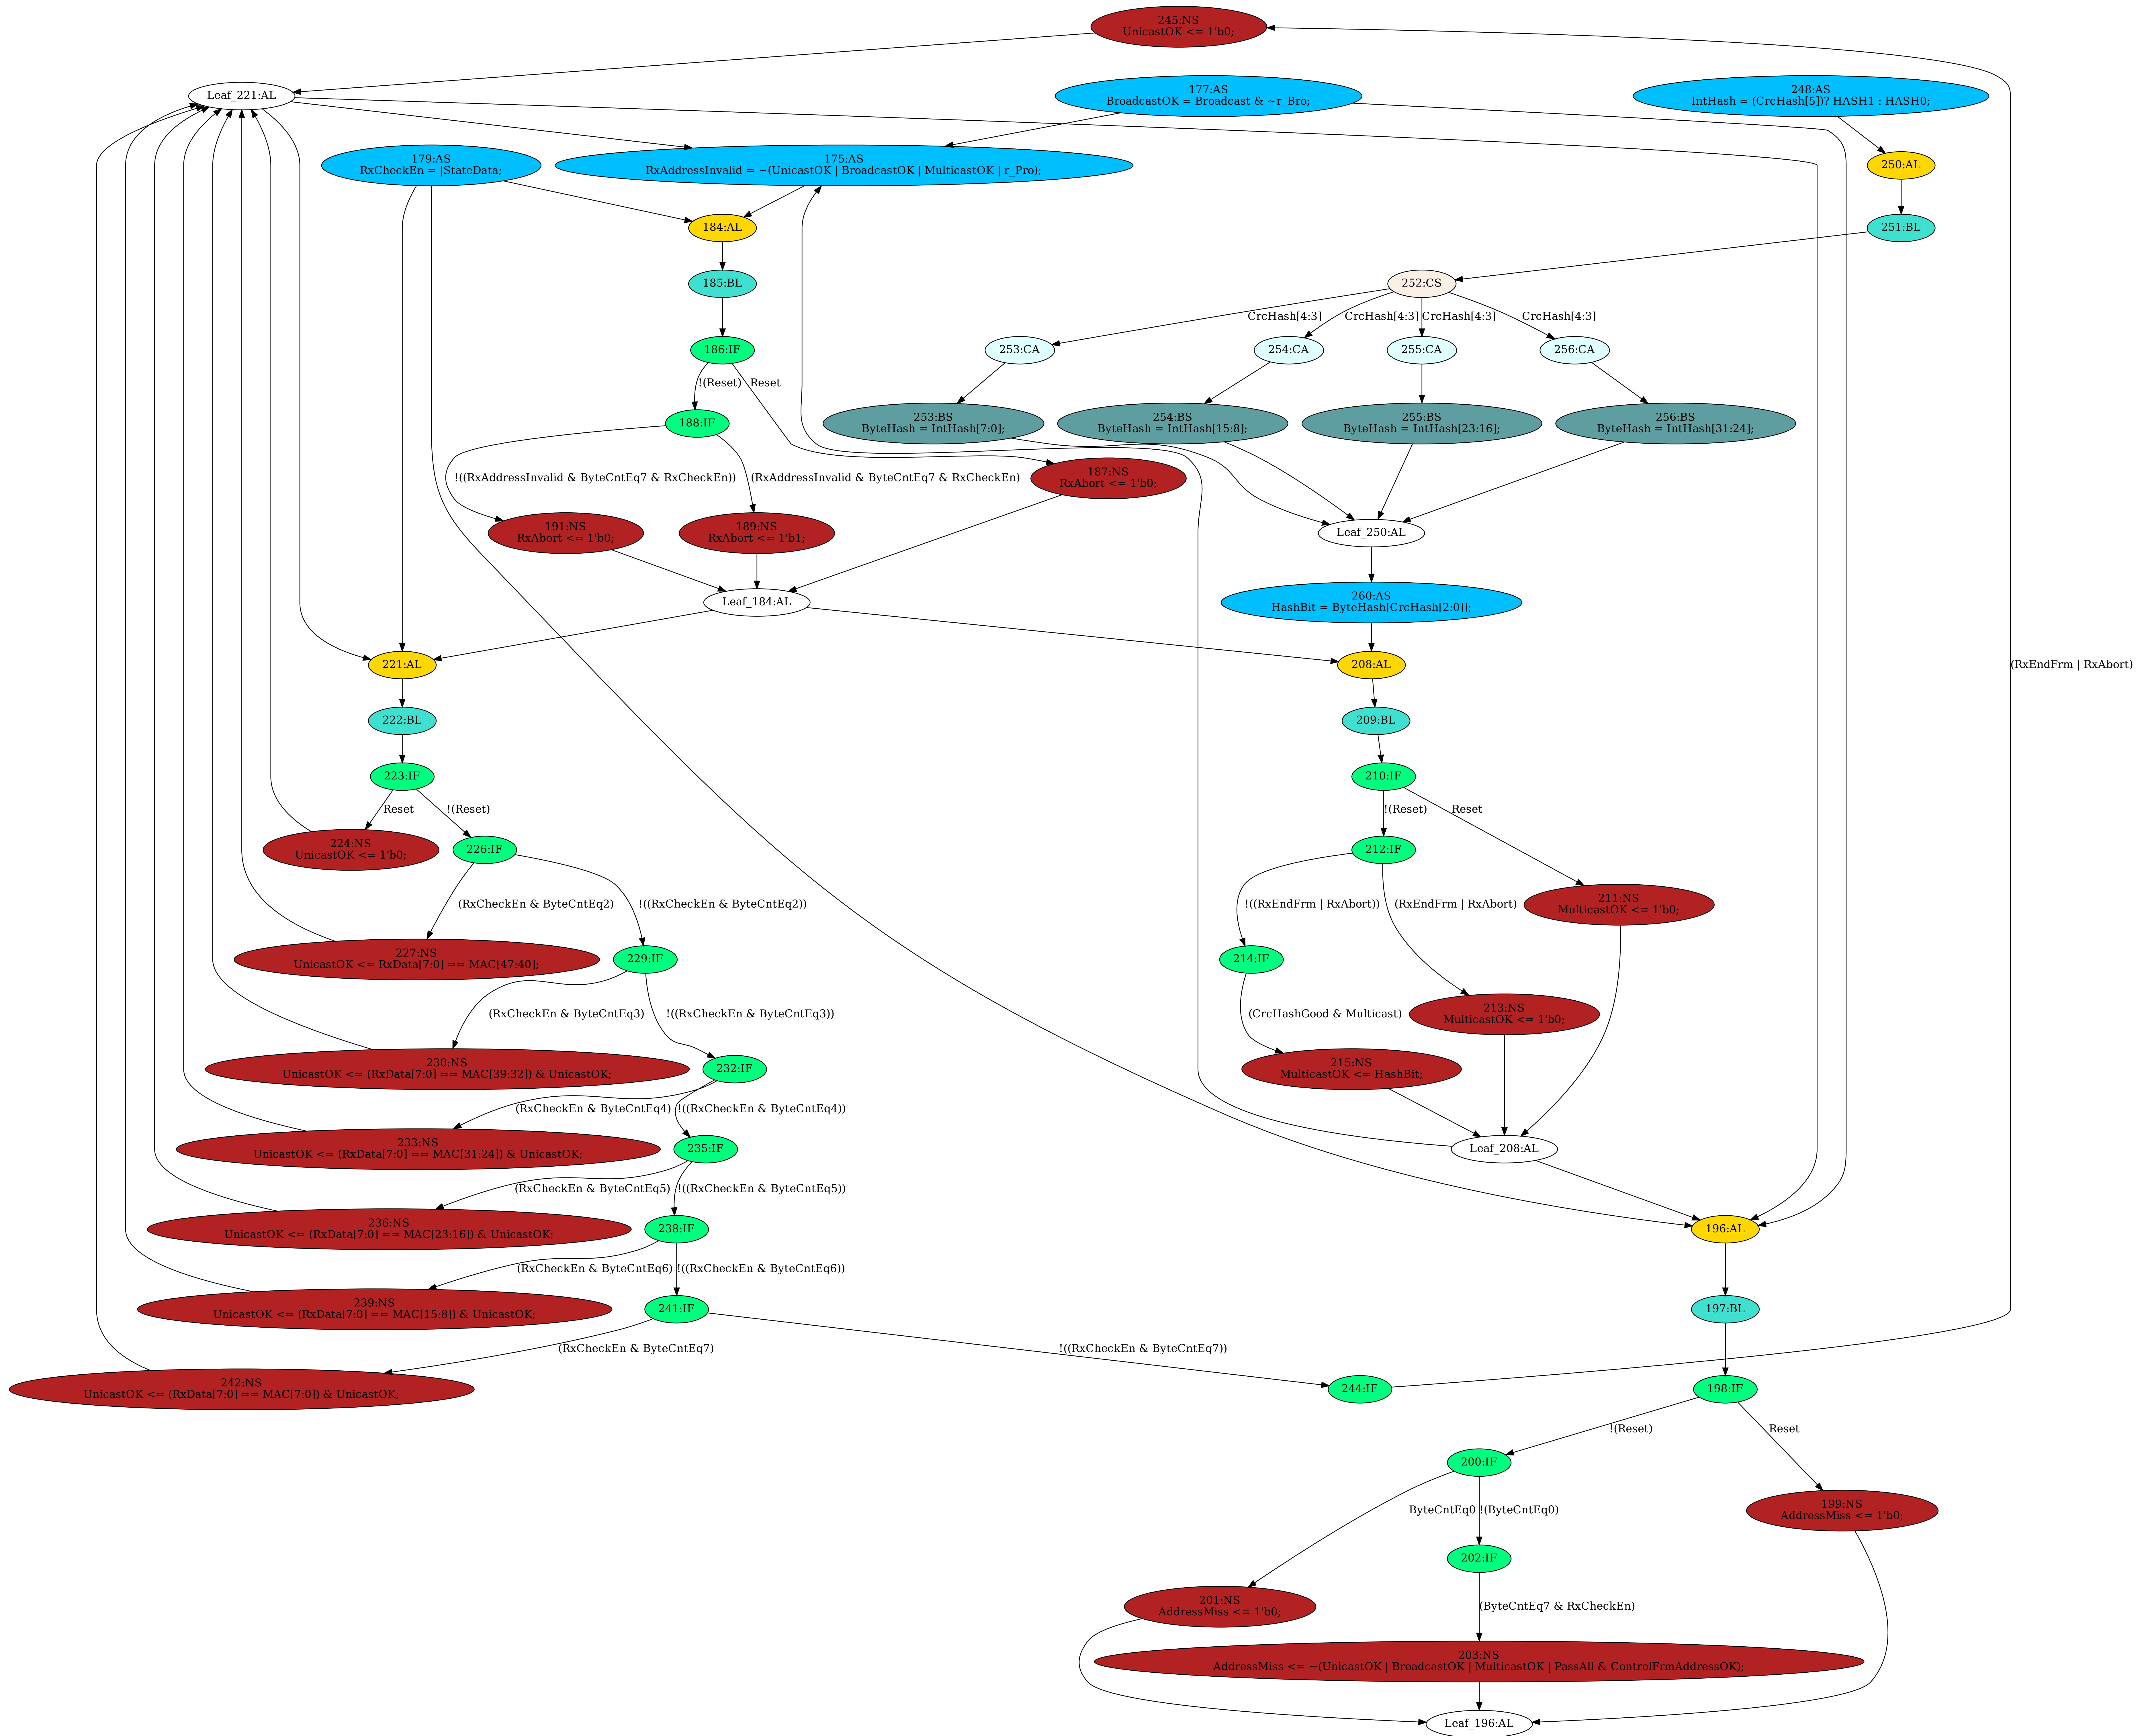 245:NS
UnicastOK <= 1'b0;
Leaf_221:AL
177:AS
BroadcastOK = Broadcast & ~r_Bro;
248:AS
IntHash = (CrcHash[5])? HASH1 : HASH0;
179:AS
RxCheckEn = |StateData;
175:AS
RxAddressInvalid = ~(UnicastOK | BroadcastOK | MulticastOK | r_Pro);
250:AL
184:AL
251:BL
185:BL
252:CS
CrcHash[4:3]
CrcHash[4:3]
CrcHash[4:3]
CrcHash[4:3]
186:IF
253:CA
254:CA
255:CA
256:CA
!(Reset)
Reset
188:IF
253:BS
ByteHash = IntHash[7:0];
254:BS
ByteHash = IntHash[15:8];
255:BS
ByteHash = IntHash[23:16];
256:BS
ByteHash = IntHash[31:24];
!((RxAddressInvalid & ByteCntEq7 & RxCheckEn))
(RxAddressInvalid & ByteCntEq7 & RxCheckEn)
187:NS
RxAbort <= 1'b0;
191:NS
RxAbort <= 1'b0;
189:NS
RxAbort <= 1'b1;
Leaf_250:AL
Leaf_184:AL
260:AS
HashBit = ByteHash[CrcHash[2:0]];
(RxEndFrm | RxAbort)
221:AL
208:AL
222:BL
209:BL
223:IF
210:IF
Reset
!(Reset)
!(Reset)
Reset
224:NS
UnicastOK <= 1'b0;
226:IF
212:IF
(RxCheckEn & ByteCntEq2)
!((RxCheckEn & ByteCntEq2))
!((RxEndFrm | RxAbort))
(RxEndFrm | RxAbort)
211:NS
MulticastOK <= 1'b0;
227:NS
UnicastOK <= RxData[7:0] == MAC[47:40];
229:IF
214:IF
(RxCheckEn & ByteCntEq3)
!((RxCheckEn & ByteCntEq3))
(CrcHashGood & Multicast)
213:NS
MulticastOK <= 1'b0;
230:NS
UnicastOK <= (RxData[7:0] == MAC[39:32]) & UnicastOK;
232:IF
215:NS
MulticastOK <= HashBit;
(RxCheckEn & ByteCntEq4)
!((RxCheckEn & ByteCntEq4))
233:NS
UnicastOK <= (RxData[7:0] == MAC[31:24]) & UnicastOK;
235:IF
Leaf_208:AL
(RxCheckEn & ByteCntEq5)
!((RxCheckEn & ByteCntEq5))
236:NS
UnicastOK <= (RxData[7:0] == MAC[23:16]) & UnicastOK;
238:IF
196:AL
(RxCheckEn & ByteCntEq6)
!((RxCheckEn & ByteCntEq6))
239:NS
UnicastOK <= (RxData[7:0] == MAC[15:8]) & UnicastOK;
241:IF
197:BL
(RxCheckEn & ByteCntEq7)
!((RxCheckEn & ByteCntEq7))
242:NS
UnicastOK <= (RxData[7:0] == MAC[7:0]) & UnicastOK;
244:IF
198:IF
!(Reset)
Reset
200:IF
ByteCntEq0
!(ByteCntEq0)
199:NS
AddressMiss <= 1'b0;
202:IF
201:NS
AddressMiss <= 1'b0;
(ByteCntEq7 & RxCheckEn)
203:NS
AddressMiss <= ~(UnicastOK | BroadcastOK | MulticastOK | PassAll & ControlFrmAddressOK);
Leaf_196:AL